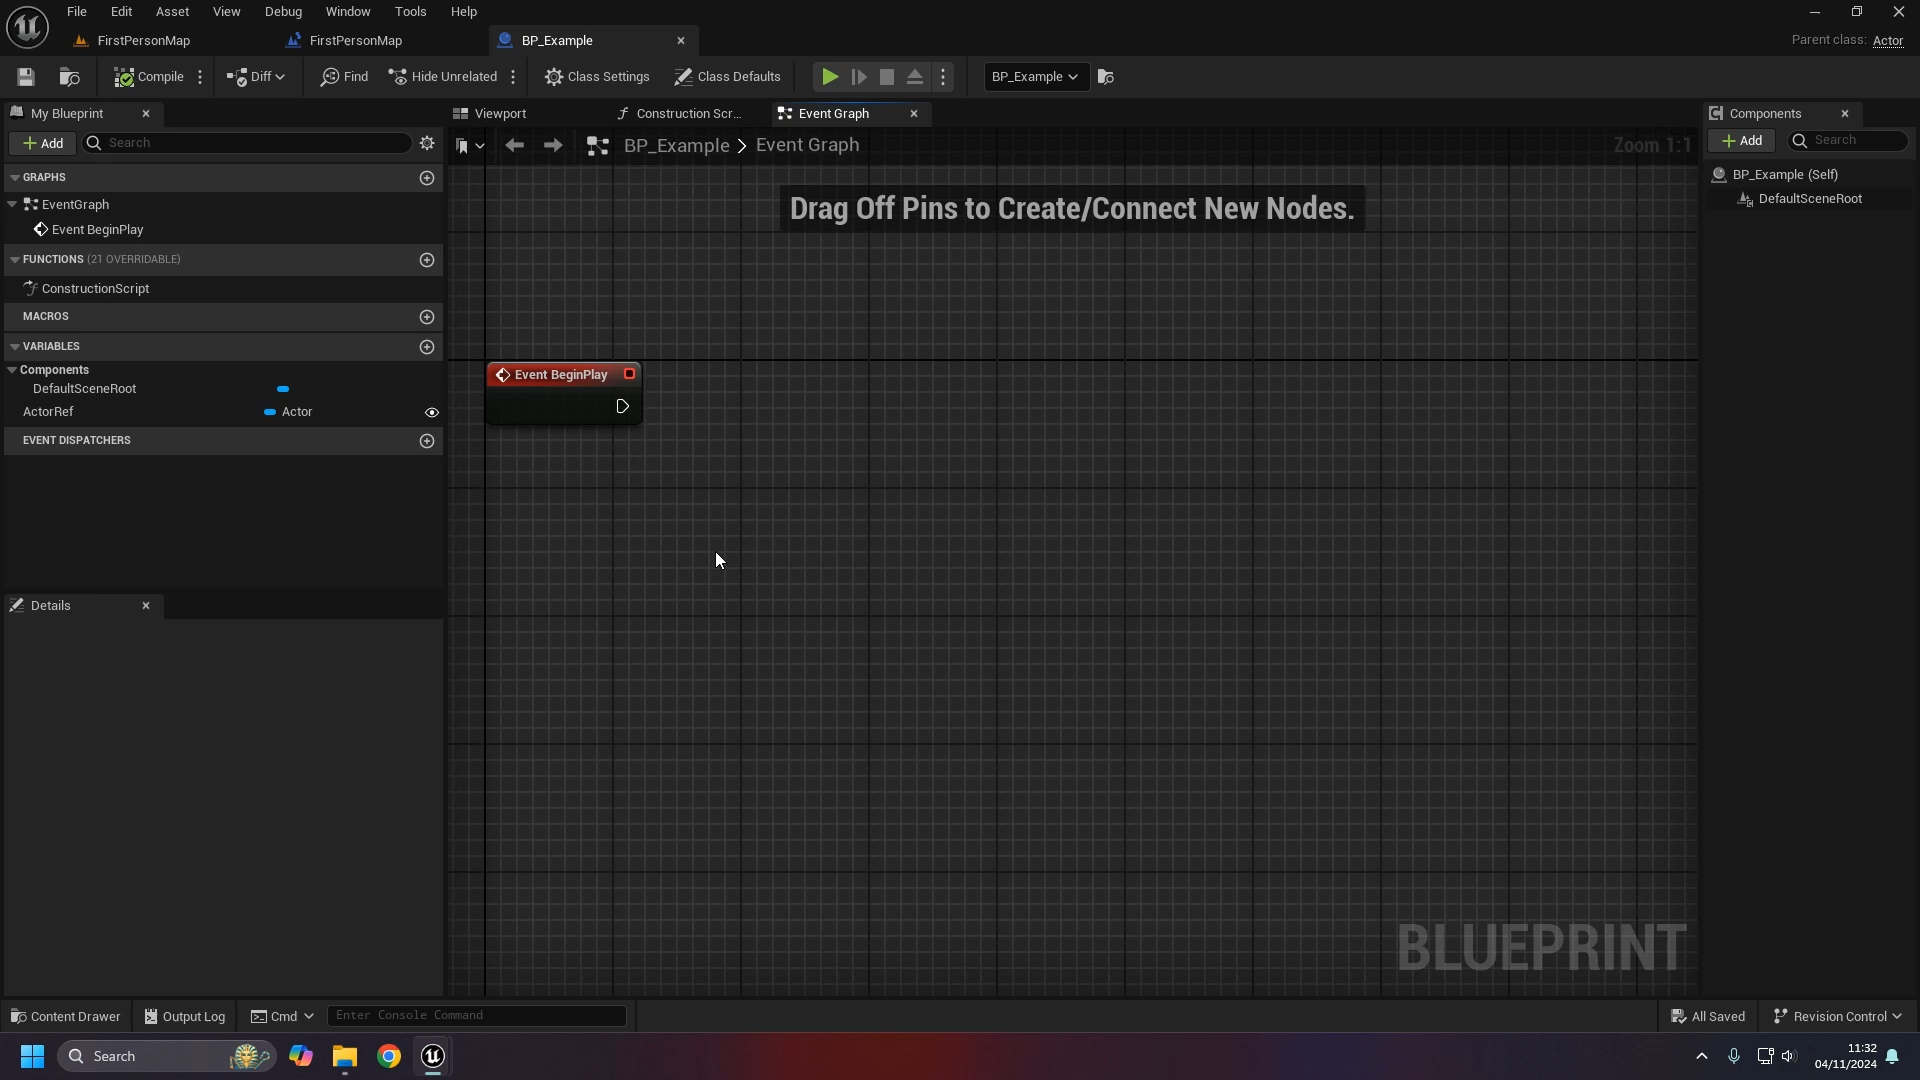 File Edit Asset View Debug Window Tools Help
FirstPersonMap FirstPersonMap BP_Example Parent class: Actor
Compile Diff Find Hide Unrelated Class Settings Class Defaults BP_Example
My Blueprint Viewport Construction Scr... Event Graph Components
Add Search BP_Example > Event Graph Zoom 1:1 Add Search
Drag Off Pins to Create/Connect New Nodes.
GRAPHS
EventGraph
Event BeginPlay
FUNCTIONS (21 OVERRIDABLE)
ConstructionScript
MACROS
VARIABLES
Components
DefaultSceneRoot
ActorRef Actor
EVENT DISPATCHERS
Event BeginPlay
BP_Example (Self)
DefaultSceneRoot
Details
BLUEPRINT
Content Drawer Output Log Cmd Enter Console Command All Saved Revision Control
Search 11:32
04/11/2024